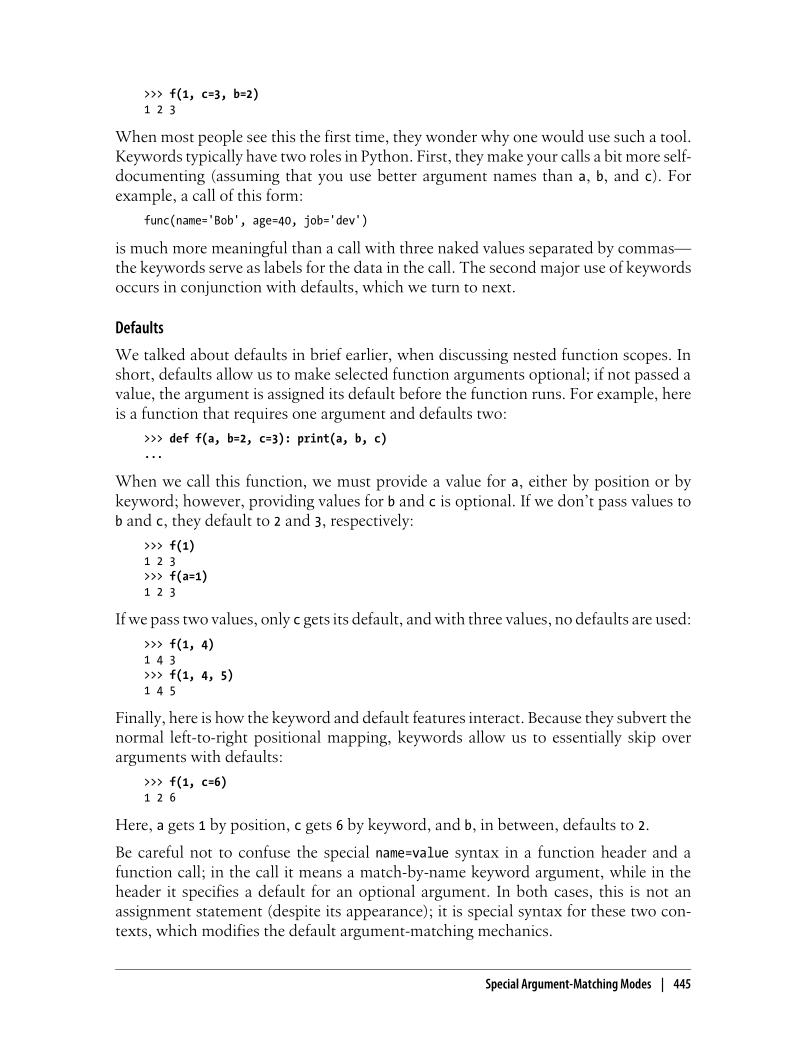 >>> f(1, c=3, b=2)
1 2 3
When most people see this the first time, they wonder why one would use such a tool.
Keywords typically have two roles in Python. First, they make your calls a bit more self-
documenting (assuming that you use better argument names than a, b, and c). For
example, a call of this form:
func(name='Bob', age=40, job='dev')
is much more meaningful than a call with three naked values separated by commas—
the keywords serve as labels for the data in the call. The second major use of keywords
occurs in conjunction with defaults, which we turn to next.
Defaults
We talked about defaults in brief earlier, when discussing nested function scopes. In
short, defaults allow us to make selected function arguments optional; if not passed a
value, the argument is assigned its default before the function runs. For example, here
is a function that requires one argument and defaults two:
>>> def f(a, b=2, c=3): print(a, b, c)
...
When we call this function, we must provide a value for a, either by position or by
keyword; however, providing values for b and c is optional. If we don't pass values to
b and c, they default to 2 and 3, respectively:
>>> f(1)
1 2 3
>>> f(a=1)
1 2 3
If we pass two values, only c gets its default, and with three values, no defaults are used:
>>> f(1, 4)
1 4 3
>>> f(1, 4, 5)
1 4 5
Finally, here is how the keyword and default features interact. Because they subvert the
normal left-to-right positional mapping, keywords allow us to essentially skip over
arguments with defaults:
>>> f(1, c=6)
1 2 6
Here, a gets 1 by position, c gets 6 by keyword, and b, in between, defaults to 2.
Be careful not to confuse the special name=value syntax in a function header and a
function call; in the call it means a match-by-name keyword argument, while in the
header it specifies a default for an optional argument. In both cases, this is not an
assignment statement (despite its appearance); it is special syntax for these two con-
texts, which modifies the default argument-matching mechanics.
Special Argument-Matching Modes | 445